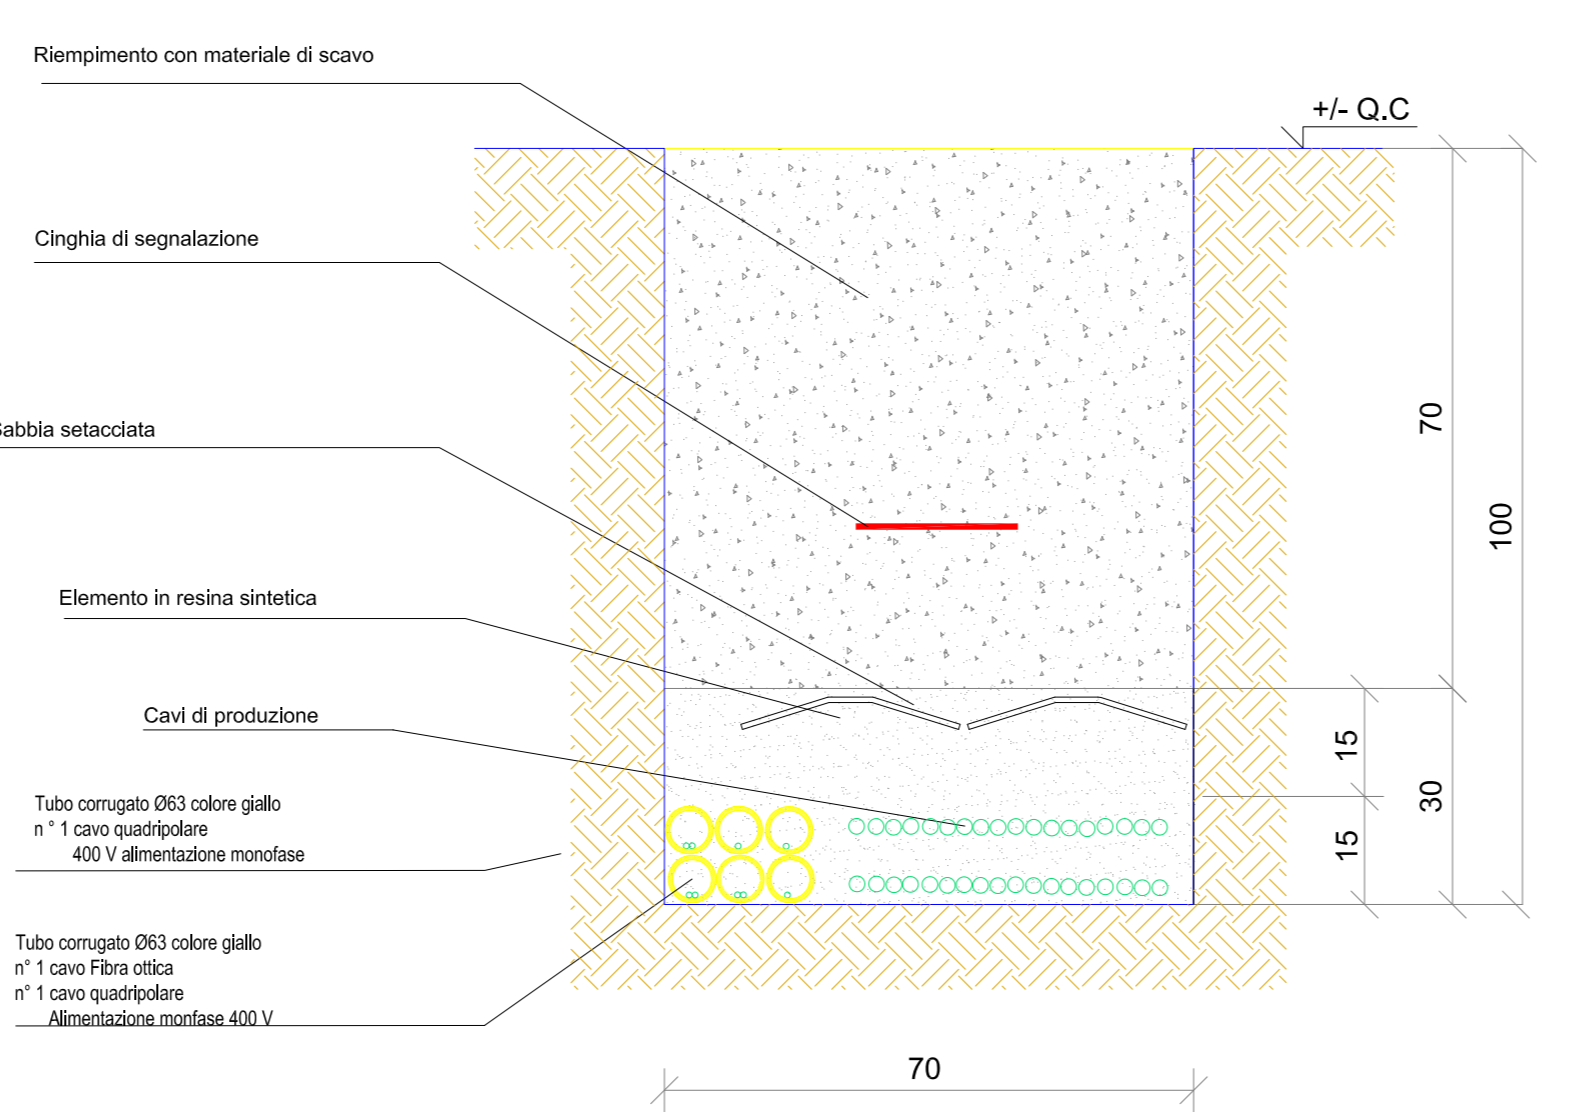 Riempimento con materiale di scavo
+/- Q.C
Cinghia di segnalazione
70
Sabbia setacciata
100
Elemento in resina sintetica
Cavi di produzione
15
30
Tubo corrugato Ø63 colore giallo
n ° 1 cavo quadripolare
400 V alimentazione monofase
15
Tubo corrugato Ø63 colore giallo
n° 1 cavo Fibra ottica
n° 1 cavo quadripolare
Alimentazione monfase 400 V
70